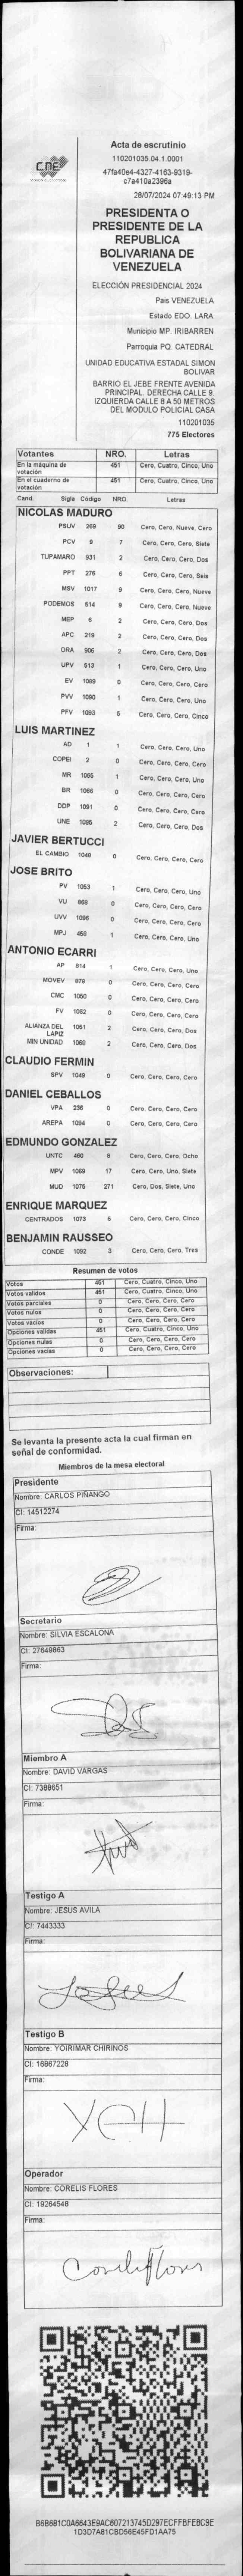 CNE
Acta de escrutinio
110201035.04.1.0001
47fa40e4-4327-4163-9319-
c7a410a2396a
28/07/2024 07:49:13 PM
PRESIDENTA O
PRESIDENTE DE LA
REPUBLICA
BOLIVARIANA DE
VENEZUELA
ELECCIÓN PRESIDENCIAL 2024
Pais VENEZUELA
Estado EDO. LARA
Municipio MP. IRIBARREN
Parroquia PQ. CATEDRAL
UNIDAD EDUCATIVA ESTADAL SIMON
BOLIVAR
BARRIO EL JEBE FRENTE AVENIDA
PRINCIPAL. DERECHA CALLE 9.
IZQUIERDA CALLE 8 A 50 METROS
DEL MODULO POLICIAL CASA
110201035
775 Electores
Votantes NRO. Letras
En la máquina de votación 451 Cero, Cuatro, Cinco, Uno
En el cuaderno de votación 451 Cero, Cuatro, Cinco, Uno
Cand. Sigla Código NRO. Letras
NICOLAS MADURO
PSUV 269 90 Cero, Cero, Nueve, Cero
PCV 9 7 Cero, Cero, Cero, Siete
TUPAMARO 931 2 Cero, Cero, Cero, Dos
PPT 276 6 Cero, Cero, Cero, Seis
MSV 1017 9 Cero, Cero, Cero, Nueve
PODEMOS 514 9 Cero, Cero, Cero, Nueve
MEP 6 2 Cero, Cero, Cero, Dos
APC 219 2 Cero, Cero, Cero, Dos
ORA 906 2 Cero, Cero, Cero, Dos
UPV 513 1 Cero, Cero, Cero, Uno
EV 1089 0 Cero, Cero, Cero, Cero
PVV 1090 1 Cero, Cero, Cero, Uno
PFV 1093 5 Cero, Cero, Cero, Cinco
LUIS MARTINEZ
AD 1 1 Cero, Cero, Cero, Uno
COPEI 2 0 Cero, Cero, Cero, Cero
MR 1065 1 Cero, Cero, Cero, Uno
BR 1066 0 Cero, Cero, Cero, Cero
DDP 1091 0 Cero, Cero, Cero, Cero
UNE 1095 2 Cero, Cero, Cero, Dos
JAVIER BERTUCCI
EL CAMBIO 1048 0 Cero, Cero, Cero, Cero
JOSE BRITO
PV 1053 1 Cero, Cero, Cero, Uno
VU 868 0 Cero, Cero, Cero, Cero
UVV 1096 0 Cero, Cero, Cero, Cero
MPJ 458 1 Cero, Cero, Cero, Uno
ANTONIO ECARRI
AP 814 1 Cero, Cero, Cero, Uno
MOVEV 978 0 Cero, Cero, Cero, Cero
CMC 1050 0 Cero, Cero, Cero, Cero
FV 1052 0 Cero, Cero, Cero, Cero
ALIANZA DEL LAPIZ 1061 2 Cero, Cero, Cero, Dos
MIN UNIDAD 1068 2 Cero, Cero, Cero, Dos
CLAUDIO FERMIN
SPV 1049 0 Cero, Cero, Cero, Cero
DANIEL CEBALLOS
VPA 236 0 Cero, Cero, Cero, Cero
AREPA 1094 0 Cero, Cero, Cero, Cero
EDMUNDO GONZALEZ
UNTC 460 8 Cero, Cero, Cero, Ocho
MPV 1069 17 Cero, Cero, Uno, Siete
MUD 1075 271 Cero, Dos, Siete, Uno
ENRIQUE MARQUEZ
CENTRADOS 1073 5 Cero, Cero, Cero, Cinco
BENJAMIN RAUSSEO
CONDE 1092 3 Cero, Cero, Cero, Tres
Resumen de votos
Votos 451 Cero, Cuatro, Cinco, Uno
Votos validos 451 Cero, Cuatro, Cinco, Uno
Votos parciales 0 Cero, Cero, Cero, Cero
Votos nulos 0 Cero, Cero, Cero, Cero
Votos vacíos 0 Cero, Cero, Cero, Cero
Opciones validas 451 Cero, Cuatro, Cinco, Uno
Opciones nulas 0 Cero, Cero, Cero, Cero
Opciones vacías 0 Cero, Cero, Cero, Cero
Observaciones:
Se levanta la presente acta la cual firman en
señal de conformidad.
Miembros de la mesa electoral
Presidente
Nombre: CARLOS PIÑANGO
CI: 14512274
Firma:
Secretario
Nombre: SILVIA ESCALONA
CI: 27649863
Firma:
Miembro A
Nombre: DAVID VARGAS
CI: 7388651
Firma:
Testigo A
Nombre: JESUS AVILA
CI: 7443333
Firma:
Jesus
Testigo B
Nombre: YOIRIMAR CHIRINOS
CI: 16867228
Firma:
YCH
Operador
Nombre: CORELIS FLORES
CI: 19264548
Firma:
Corelis Flores
B6B681C0A6643E9AC607213745D297ECFFBFEBC9E
1D3D7A81CBD56E45FD1AA75